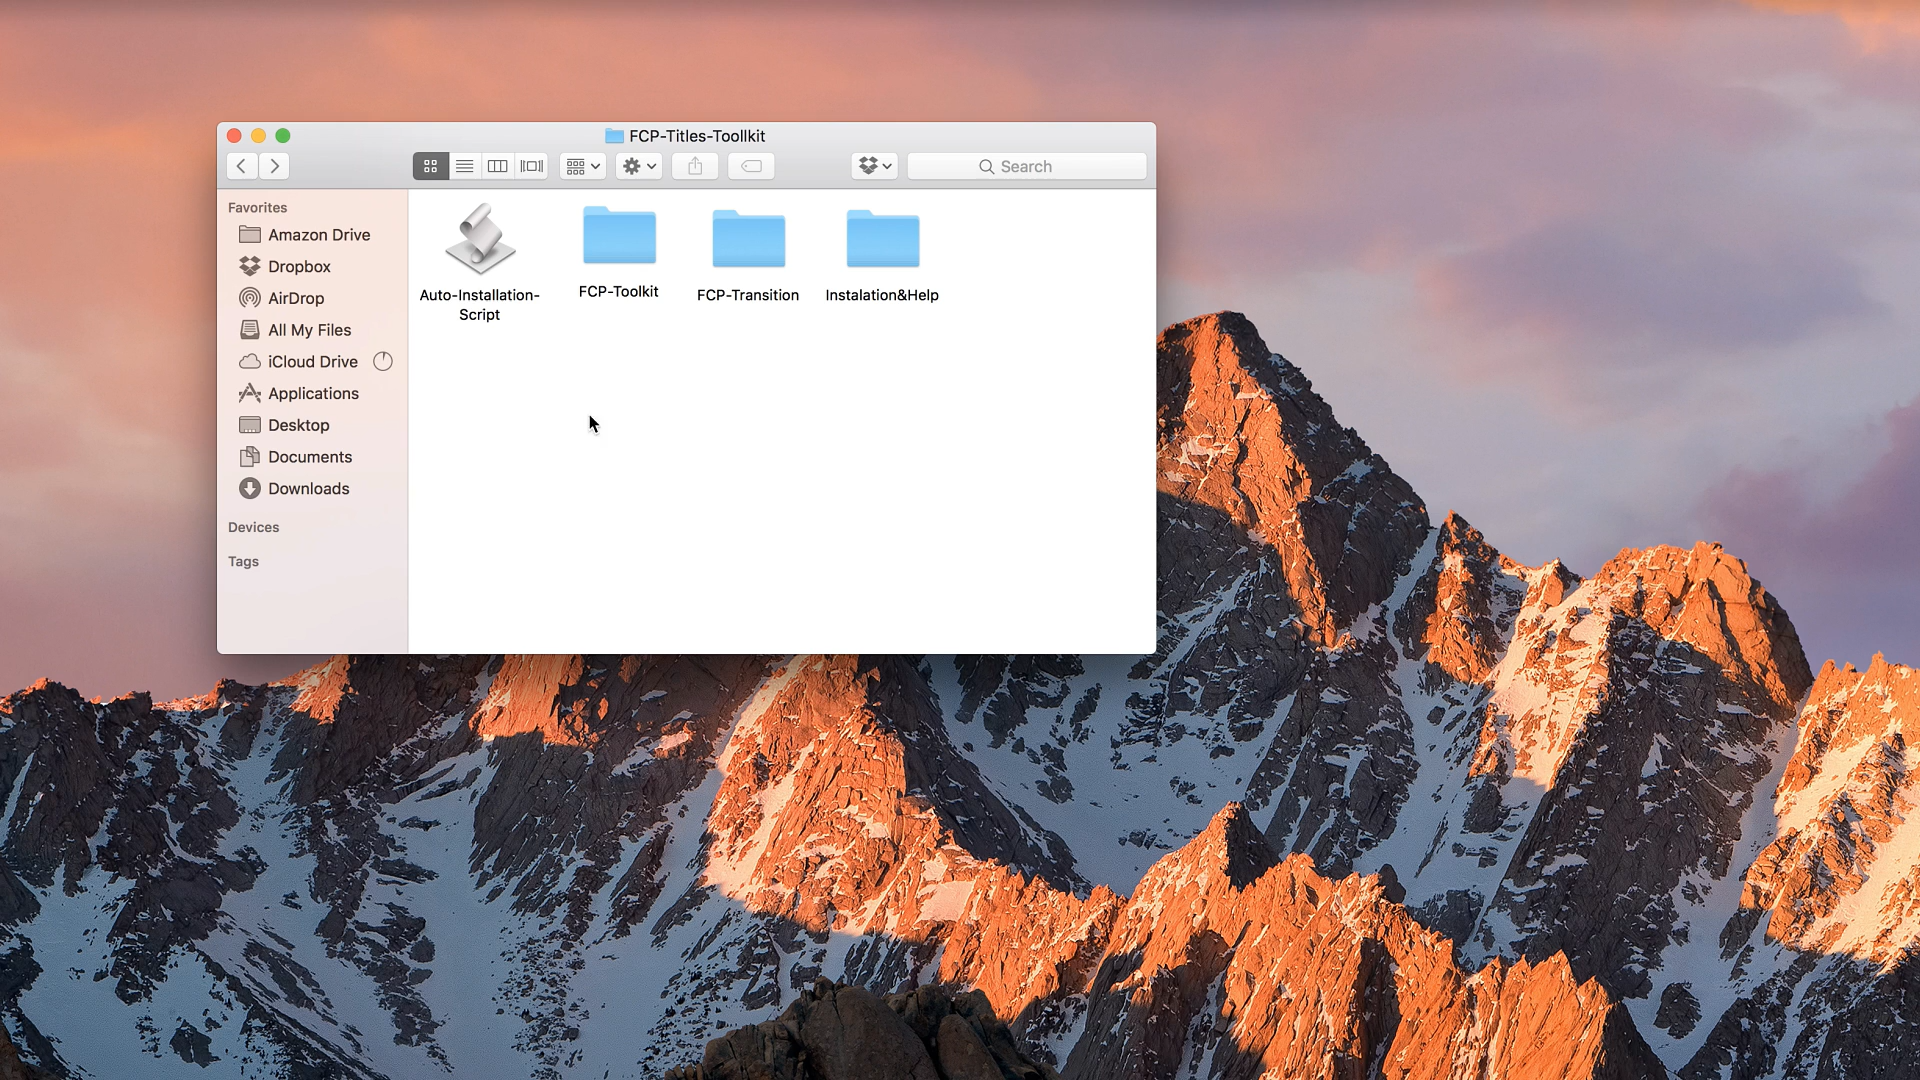 FCP-Titles-Toollkit
Search
Favorites
Amazon Drive
Dropbox
AirDrop
All My Files
iCloud Drive
Applications
Desktop
Documents
Downloads
Devices
Tags
Auto-Installation-
Script
FCP-Toolkit
FCP-Transition
Instalation&Help